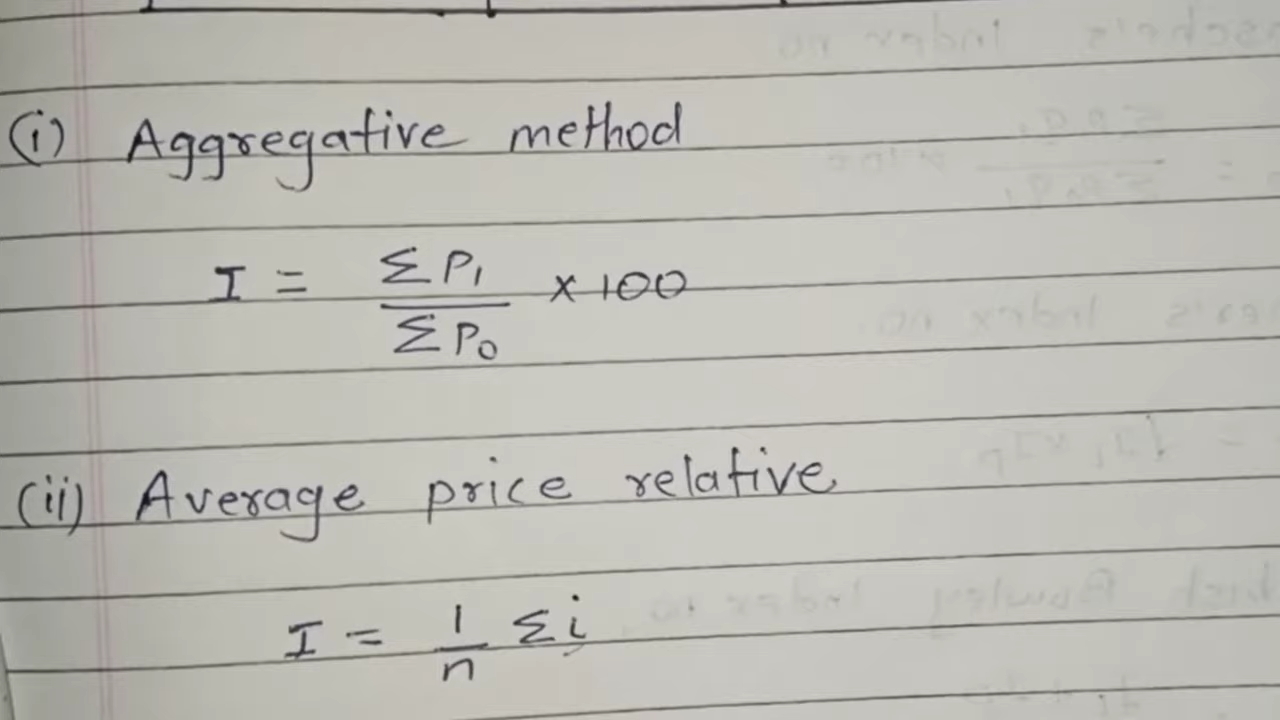 (i) Aggregative method
I = ΣP₁ / ΣP₀ × 100
(ii) Average price relative
I = 1/n Σi